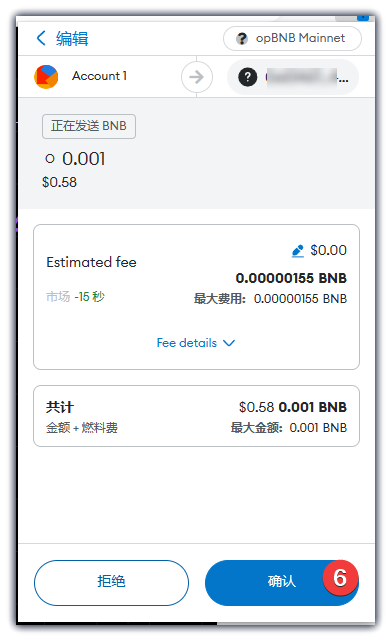 编辑
opBNB Mainnet
Account 1
...
正在发送 BNB
0.001
$0.58
Estimated fee
$0.00
0.00000155 BNB
市场 -15 秒
最大费用: 0.00000155 BNB
Fee details
共计
$0.58 0.001 BNB
金额 + 燃料费
最大金额: 0.001 BNB
拒绝
确认
6